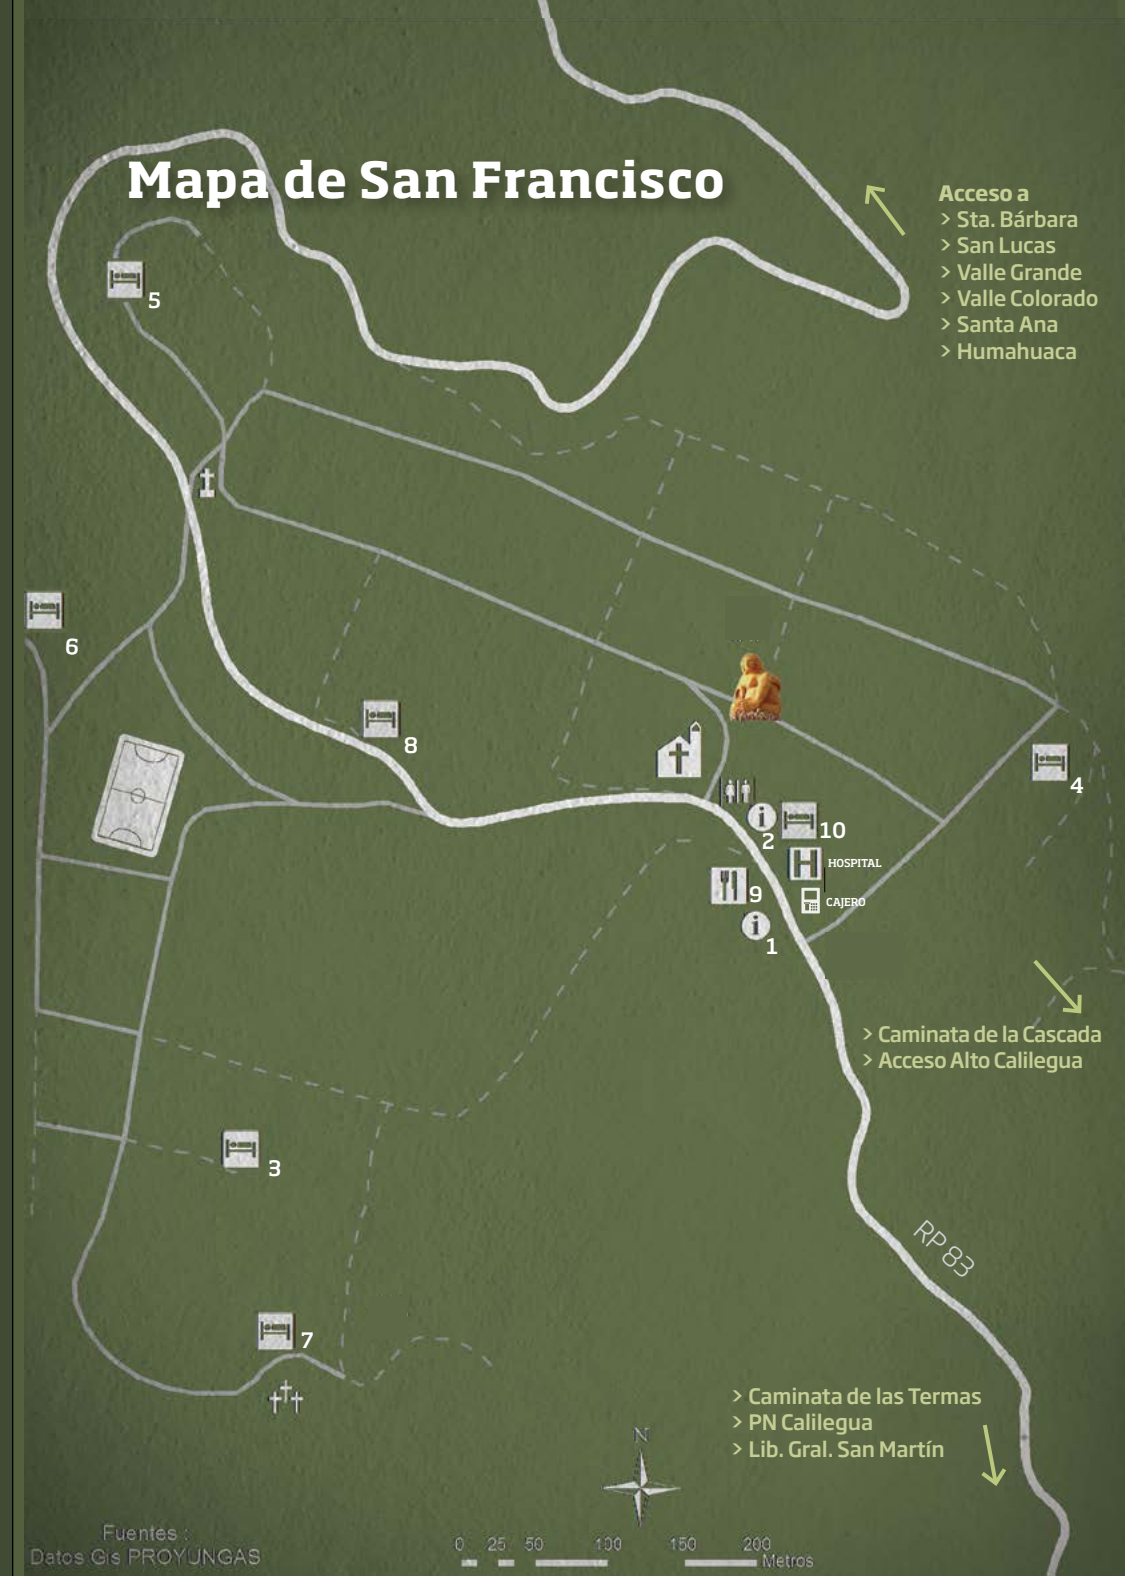 Mapa de San Francisco
Acceso a
> Sta. Bárbara
> San Lucas
> Valle Grande
> Valle Colorado
> Santa Ana
> Humahuaca
5
6
8
4
10
2
HOSPITAL
9
CAJERO
1
> Caminata de la Cascada
> Acceso Alto Calilegua
3
RP 83
7
> Caminata de las Termas
> PN Calilegua
> Lib. Gral. San Martín
N
Fuentes :
Datos Gis PROYUNGAS
0 25 50 100 150 200
Metros